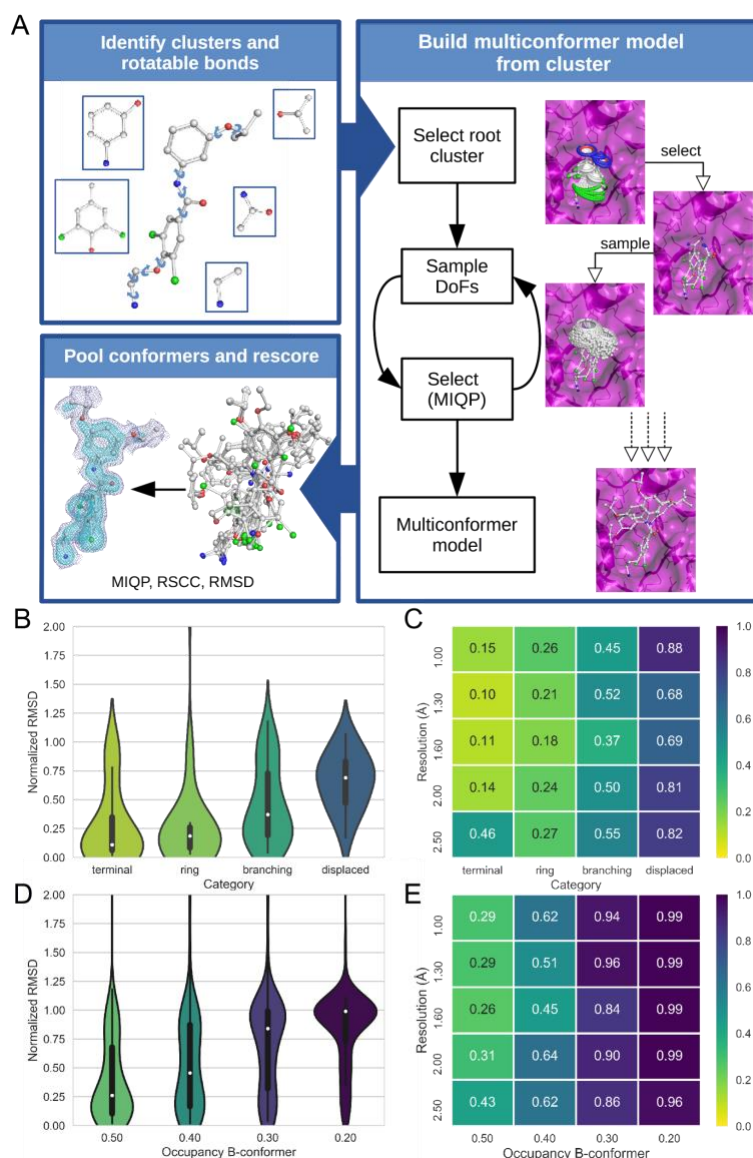 A
Identify clusters and
rotatable bonds
Build multiconformer model
from cluster
Select root
cluster
select
Sample
DoFs
sample
Select
(MIQP)
Multiconformer
model
Pool conformers and rescore
MIQP, RSCC, RMSD
B
2.00
1.75
1.50
1.25
1.00
0.75
0.50
0.25
0.00
Normalized RMSD
terminal ring branching displaced
Category
C
Resolution (Å)
1.00 0.15 0.26 0.45 0.88
1.30 0.10 0.21 0.52 0.68
1.60 0.11 0.18 0.37 0.69
2.00 0.14 0.24 0.50 0.81
2.50 0.46 0.27 0.55 0.82
terminal ring branching displaced
Category
1.0
0.8
0.6
0.4
0.2
0.0
D
2.00
1.75
1.50
1.25
1.00
0.75
0.50
0.25
0.00
Normalized RMSD
0.50 0.40 0.30 0.20
Occupancy B-conformer
E
Resolution (Å)
1.00 0.29 0.62 0.94 0.99
1.30 0.29 0.51 0.96 0.99
1.60 0.26 0.45 0.84 0.99
2.00 0.31 0.64 0.90 0.99
2.50 0.43 0.62 0.86 0.96
0.50 0.40 0.30 0.20
Occupancy B-conformer
1.0
0.8
0.6
0.4
0.2
0.0